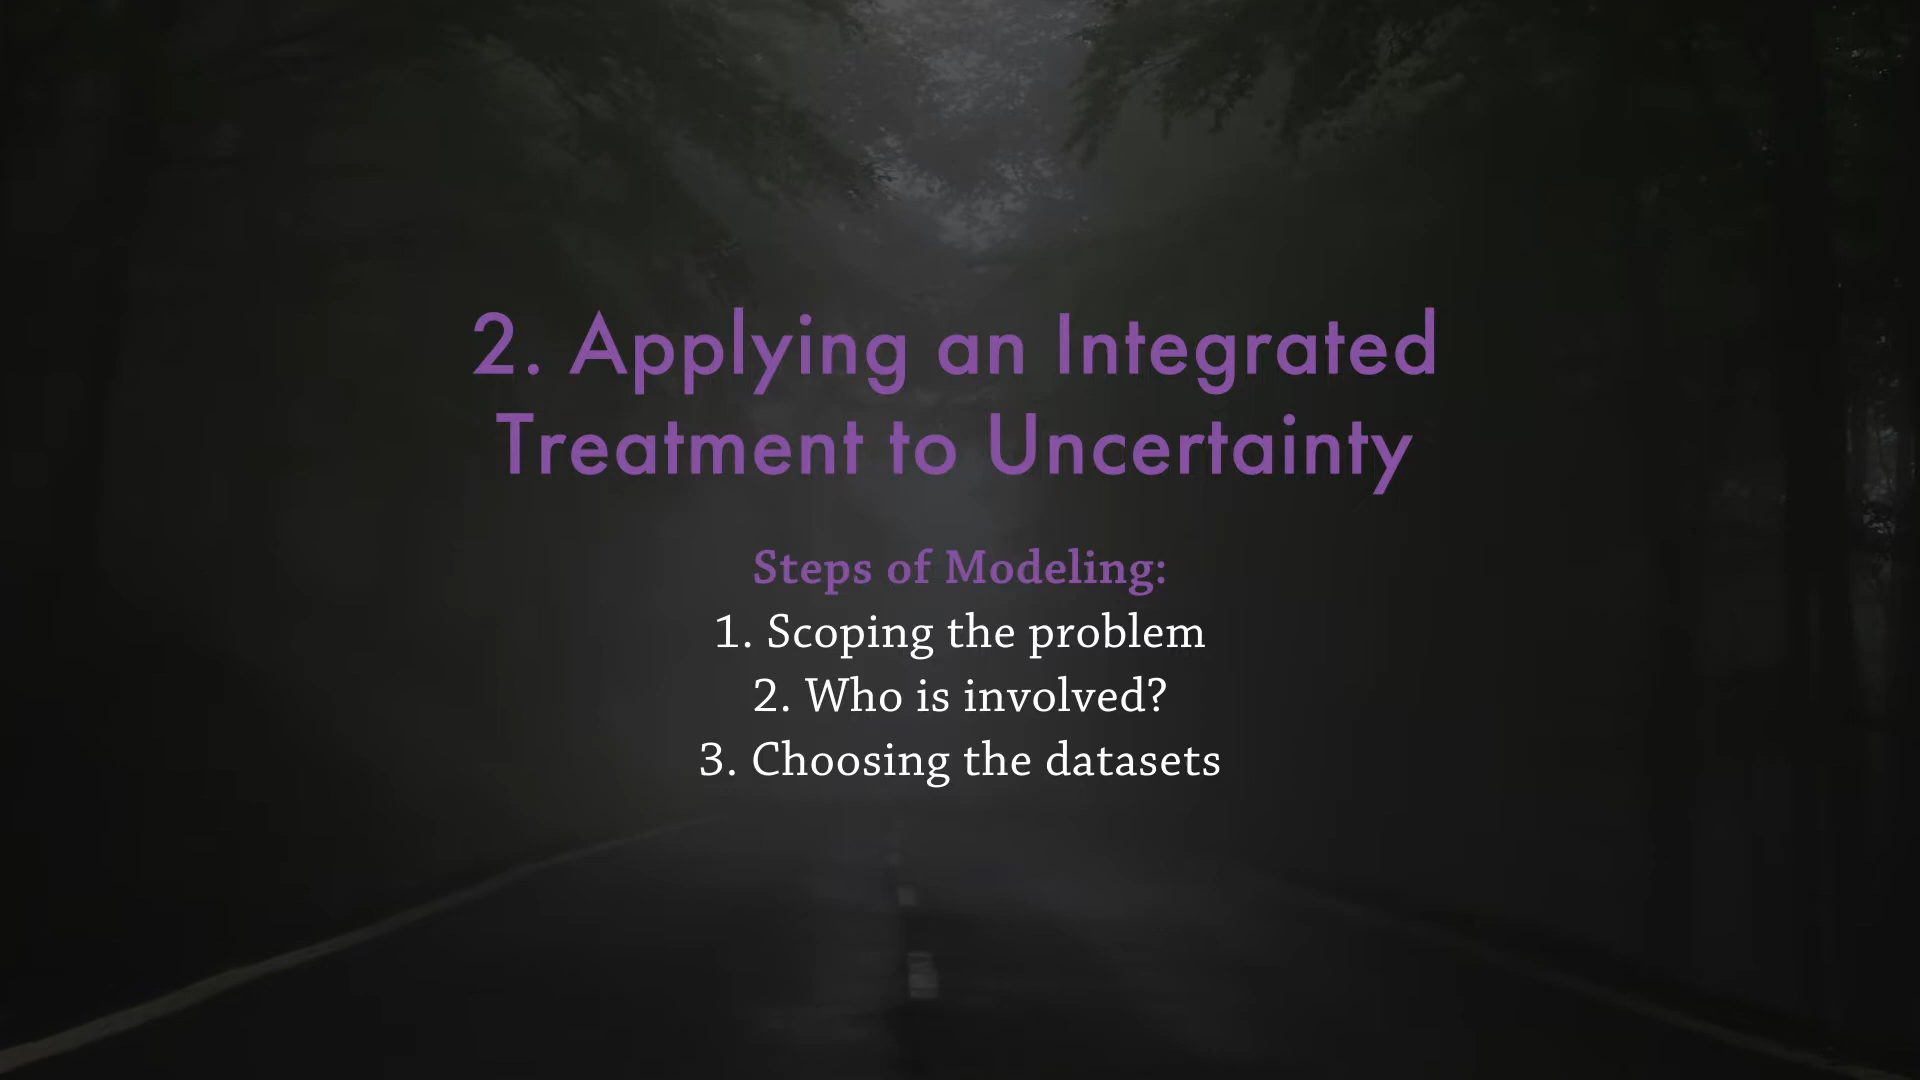 2. Applying an Integrated
Treatment to Uncertainty
Steps of Modeling:
1. Scoping the problem
2. Who is involved?
3. Choosing the datasets